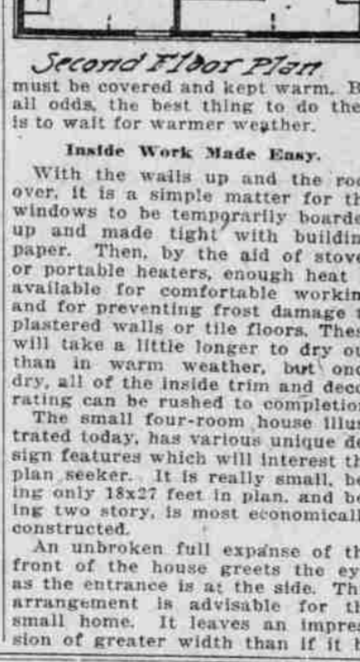 Second Floor Plan
must be covered and kept warm. B
all odds, the best thing to do the
is to wait for warmer weather.
Inside Work Made Easy.
With the walls up and the roo
over, it is a simple matter for th
windows to be temporarily boarde
up and made tight with buildin
paper. Then, by the aid of stove
or portable heaters, enough heat
available for comfortable workin
and for preventing frost damage t
plastered walls or tile floors. Thes
will take a little longer to dry ou
than in warm weather, but onc
dry, all of the inside trim and deco
rating can be rushed to completion
The small four-room house illus
trated today, has various unique de
sign features which will interest th
plan seeker. It is really small, be
ing only 18x27 feet in plan, and be
ing two story, is most economicall
constructed.
An unbroken full expanse of th
front of the house greets the ey
as the entrance is at the side. Th
arrangement is advisable for th
small home. It leaves an impres
sion of greater width than if it